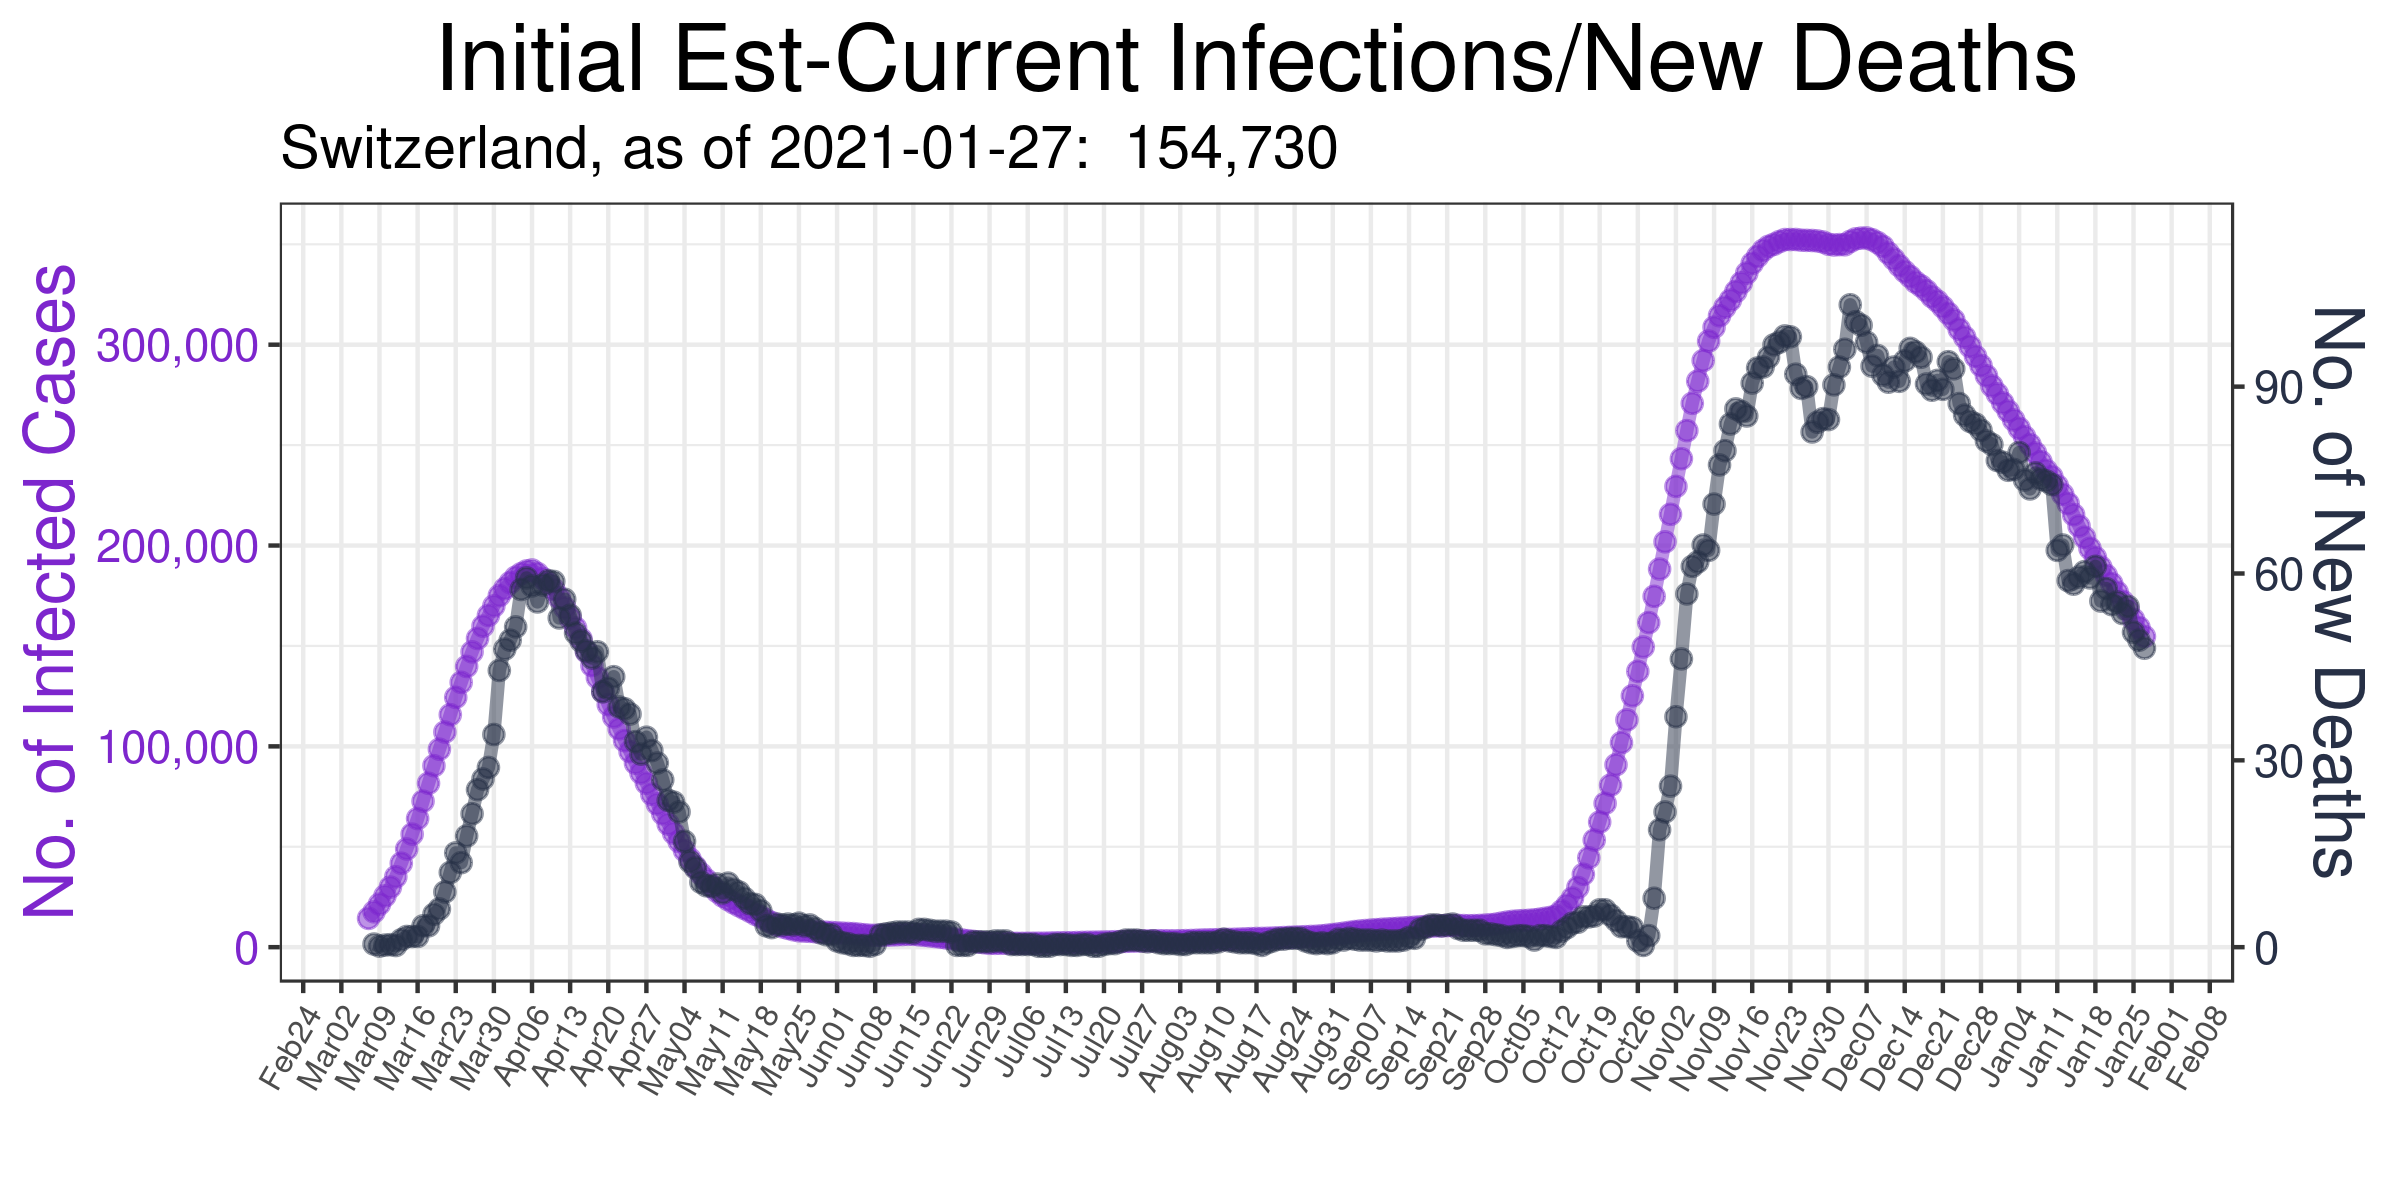 Initial Est-Current Infections/New Deaths
Switzerland, as of 2021-01-27:  154,730
No. of Infected Cases
300,000
200,000
100,000
0
90
60
30
0
No. of New Deaths
Feb24
Mar02
Mar09
Mar16
Mar23
Mar30
Apr06
Apr13
Apr20
Apr27
May04
May11
May18
May25
Jun01
Jun08
Jun15
Jun22
Jun29
Jul06
Jul13
Jul20
Jul27
Aug03
Aug10
Aug17
Aug24
Aug31
Sep07
Sep14
Sep21
Sep28
Oct05
Oct12
Oct19
Oct26
Nov02
Nov09
Nov16
Nov23
Nov30
Dec07
Dec14
Dec21
Dec28
Jan04
Jan11
Jan18
Jan25
Feb01
Feb08